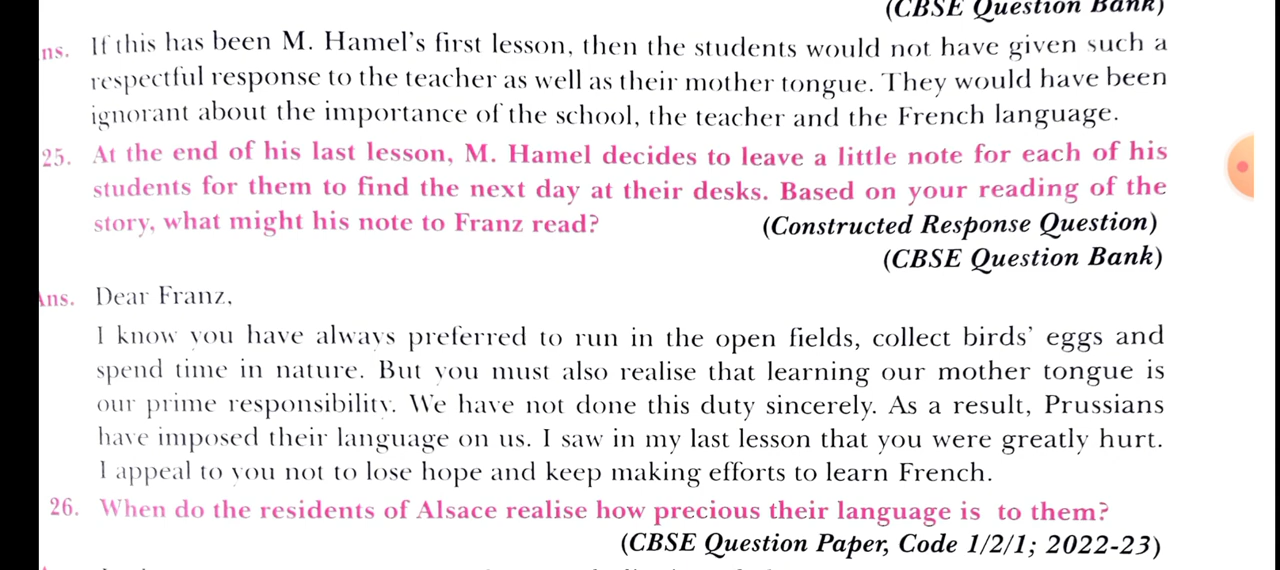 (CBSE Question Bank)
ns. If this has been M. Hamel's first lesson, then the students would not have given such a
respectful response to the teacher as well as their mother tongue. They would have been
ignorant about the importance of the school, the teacher and the French language.
25. At the end of his last lesson, M. Hamel decides to leave a little note for each of his
students for them to find the next day at their desks. Based on your reading of the
story, what might his note to Franz read? (Constructed Response Question)
(CBSE Question Bank)
Ans. Dear Franz,
I know you have always preferred to run in the open fields, collect birds' eggs and
spend time in nature. But you must also realise that learning our mother tongue is
our prime responsibility. We have not done this duty sincerely. As a result, Prussians
have imposed their language on us. I saw in my last lesson that you were greatly hurt.
I appeal to you not to lose hope and keep making efforts to learn French.
26. When do the residents of Alsace realise how precious their language is to them?
(CBSE Question Paper, Code 1/2/1; 2022-23)